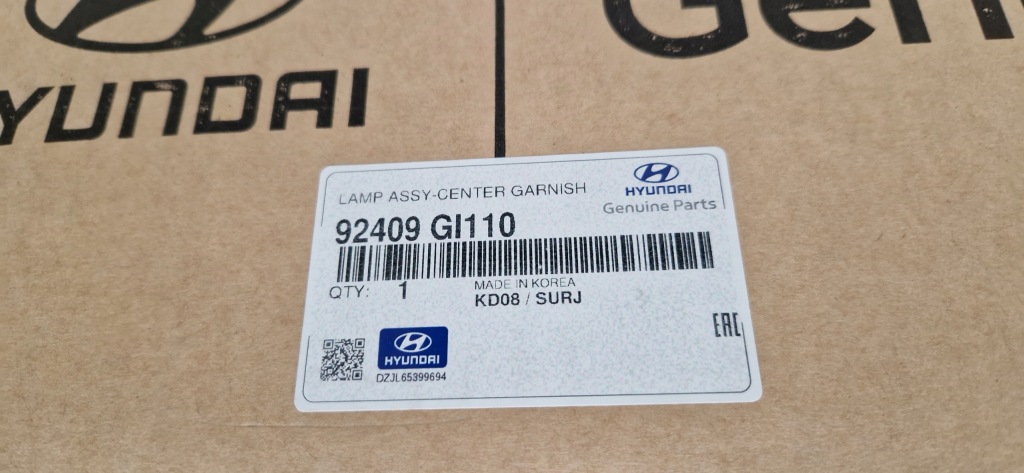 HYUNDAI
Gen
LAMP ASSY-CENTER GARNISH
HYUNDAI
Genuine Parts
92409 GI110
QTY: 1
MADE IN KOREA
KD08 / SURJ
EAC
HYUNDAI
DZJL65399694